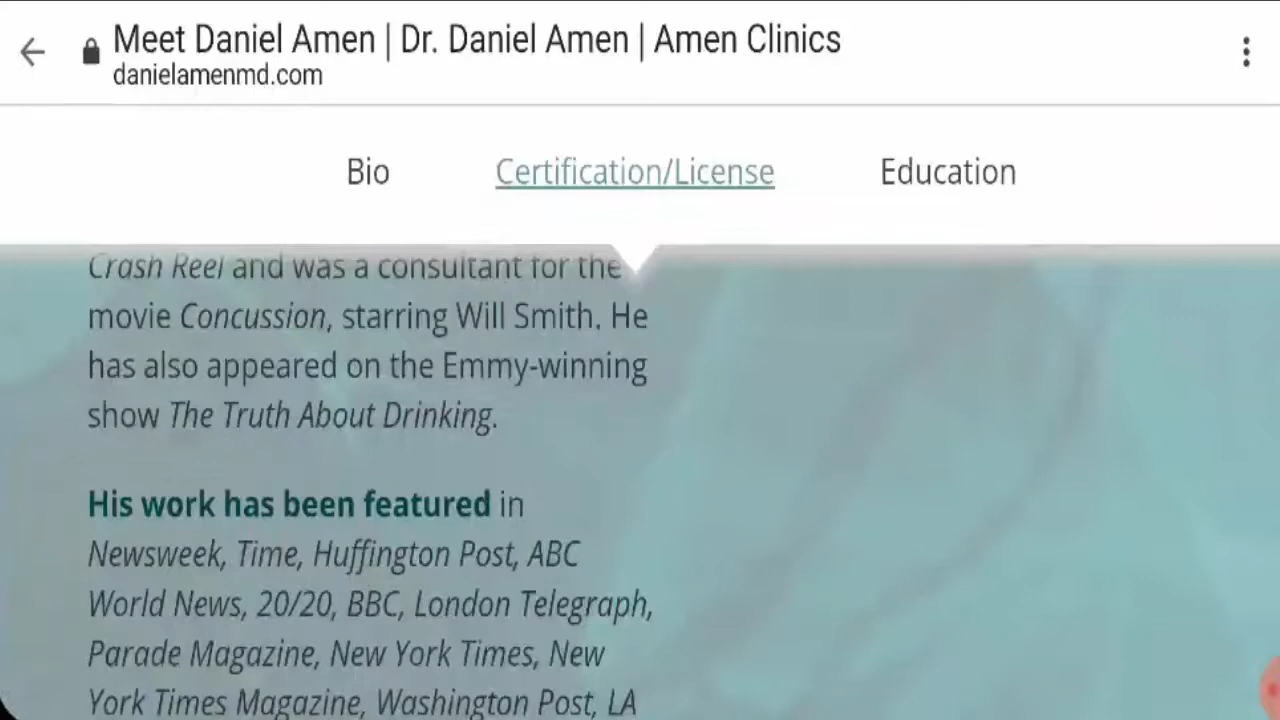 Meet Daniel Amen | Dr. Daniel Amen | Amen Clinics
danielamenmd.com
Bio Certification/License Education
Crash Reel and was a consultant for the
movie Concussion, starring Will Smith. He
has also appeared on the Emmy-winning
show The Truth About Drinking.
His work has been featured in
Newsweek, Time, Huffington Post, ABC
World News, 20/20, BBC, London Telegraph,
Parade Magazine, New York Times, New
York Times Magazine, Washington Post, LA